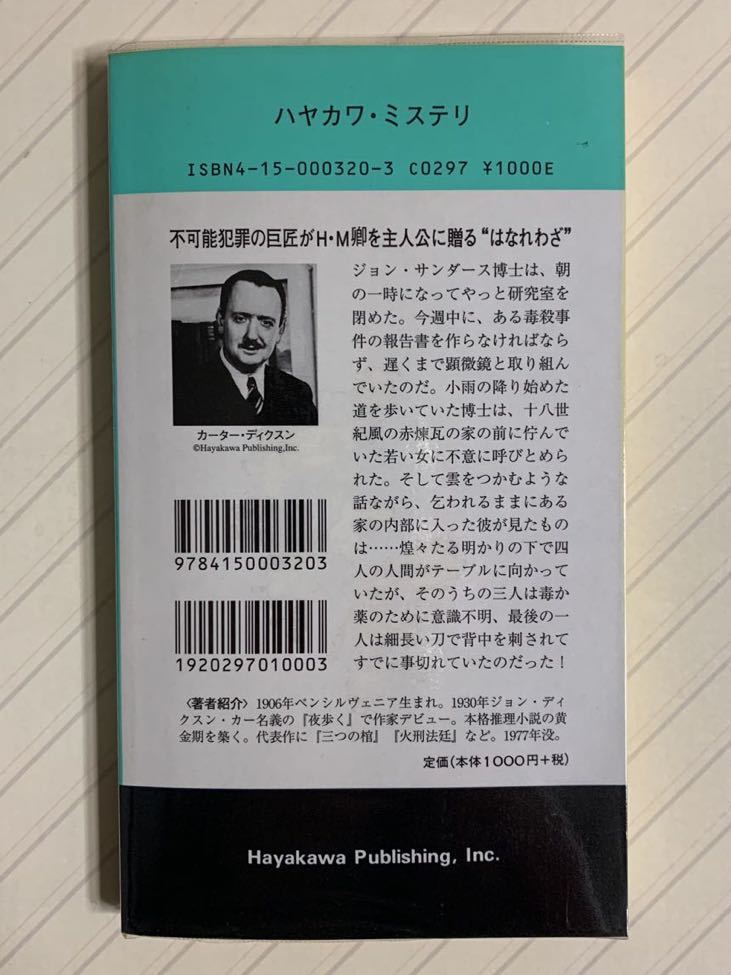 ハヤカワ・ミステリ
ISBN4-15-000320-3 C0297 ¥1000E
不可能犯罪の巨匠がH・M卿を主人公に贈る“はなれわざ”
カーター・ディクスン
©Hayakawa Publishing,Inc.
9784150003203
1920297010003
ジョン・サンダース博士は、朝
の一時になってやっと研究室を
閉めた。今週中に、ある毒殺事
件の報告書を作らなければなら
ず、遅くまで顕微鏡と取り組ん
でいたのだ。小雨の降り始めた
道を歩いていた博士は、十八世
紀風の赤煉瓦の家の前に佇んで
いた若い女に不意に呼びとめら
れた。そして雲をつかむような
話ながら、乞われるままにある
家の内部に入った彼が見たもの
は……煌々たる明かりの下で四
人の人間がテーブルに向かって
いたが、そのうちの三人は毒か
薬のために意識不明、最後の一
人は細長い刀で背中を刺されて
すでに事切れていたのだった！
〈著者紹介〉1906年ペンシルヴェニア生まれ。1930年ジョン・ディ
クスン・カー名義の『夜歩く』で作家デビュー。本格推理小説の黄
金期を築く。代表作に『三つの棺』『火刑法廷』など。1977年没。
定価(本体1000円+税)
Hayakawa Publishing, Inc.